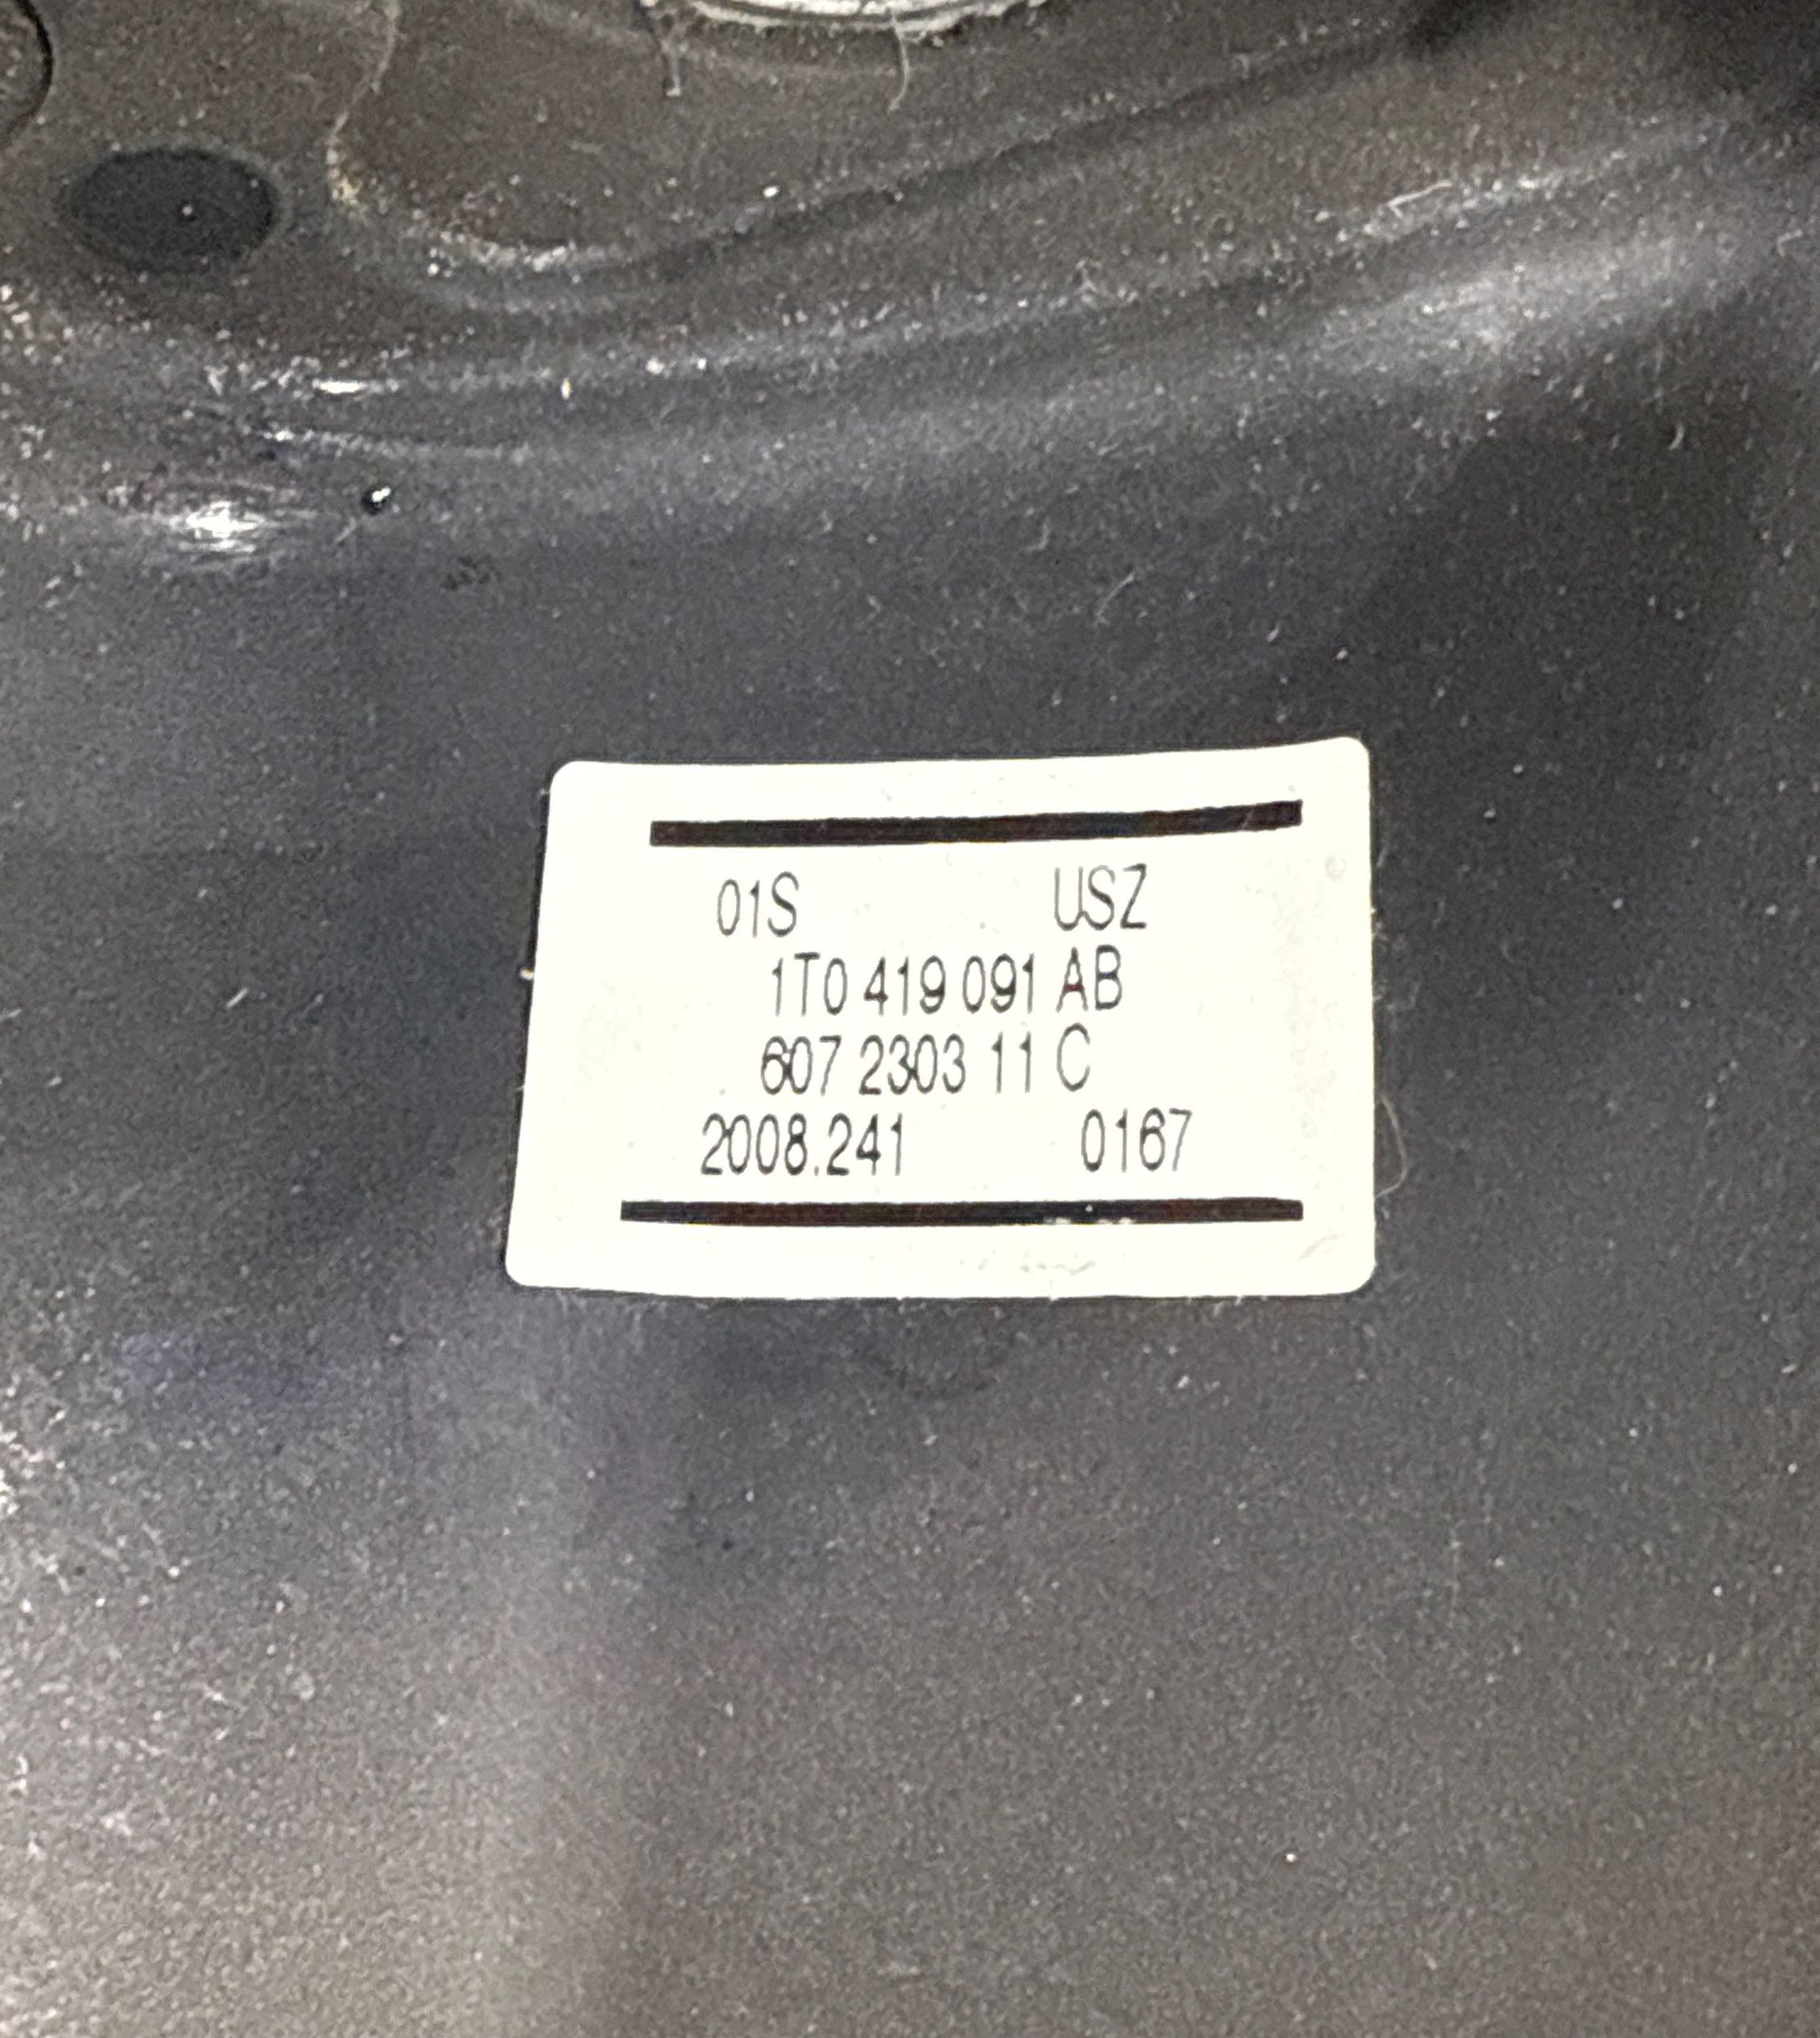 01S USZ
1T0 419 091 AB
607 2303 11 C
2008.241 0167